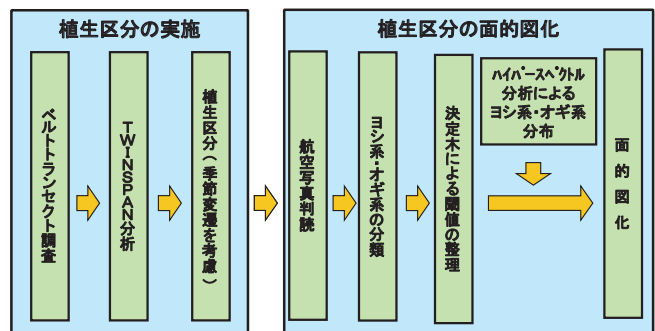 植生区分の実施
ベルトトランセクト調査
TWINSPAN分析
植生区分（季節変遷を考慮）
植生区分の面的図化
航空写真判読
ヨシ系・オギ系の分類
決定木による閾値の整理
ﾊｲﾊﾟｰｽﾍﾟｸﾄﾙ
分析による
ヨシ系・オギ系
分布
面的図化